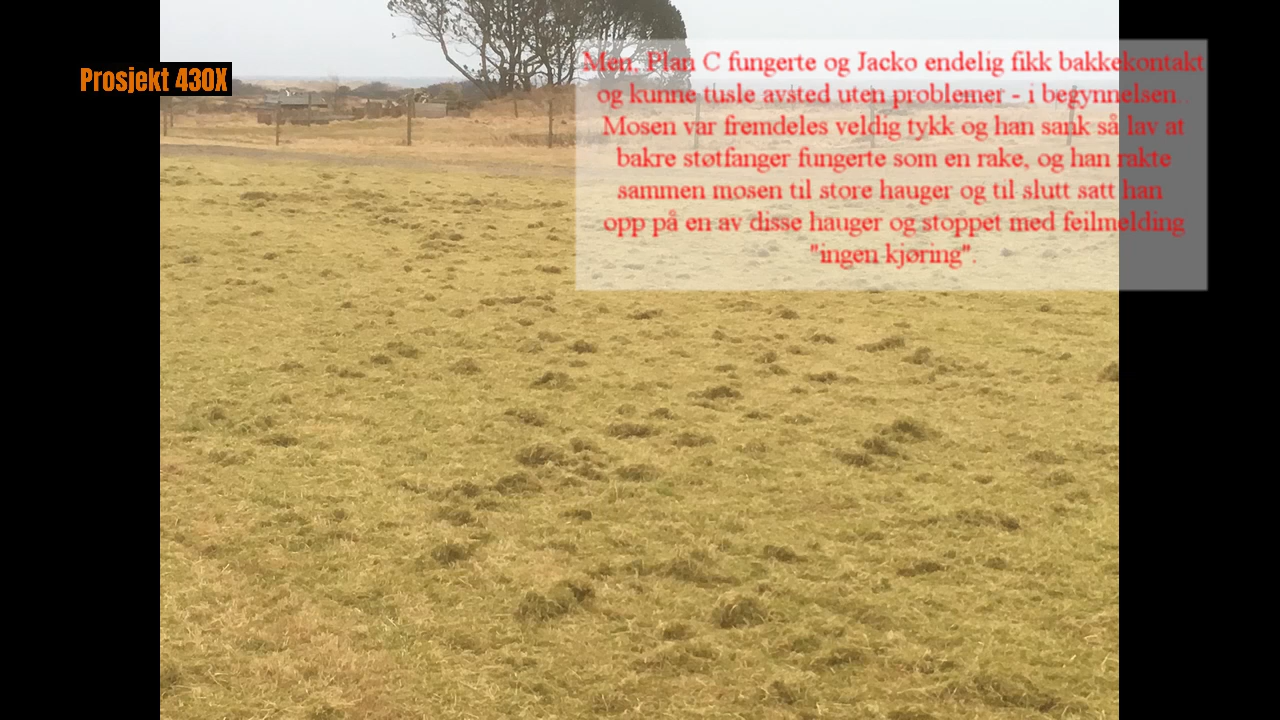 Prosjekt 430X
Men, Plan C fungerte og Jacko endelig fikk bakkekontakt
og kunne tusle avsted uten problemer - i begynnelsen..
Mosen var fremdeles veldig tykk og han sank så lav at
bakre støtfanger fungerte som en rake, og han rakte
sammen mosen til store hauger og til slutt satt han
opp på en av disse hauger og stoppet med feilmelding
"ingen kjøring".